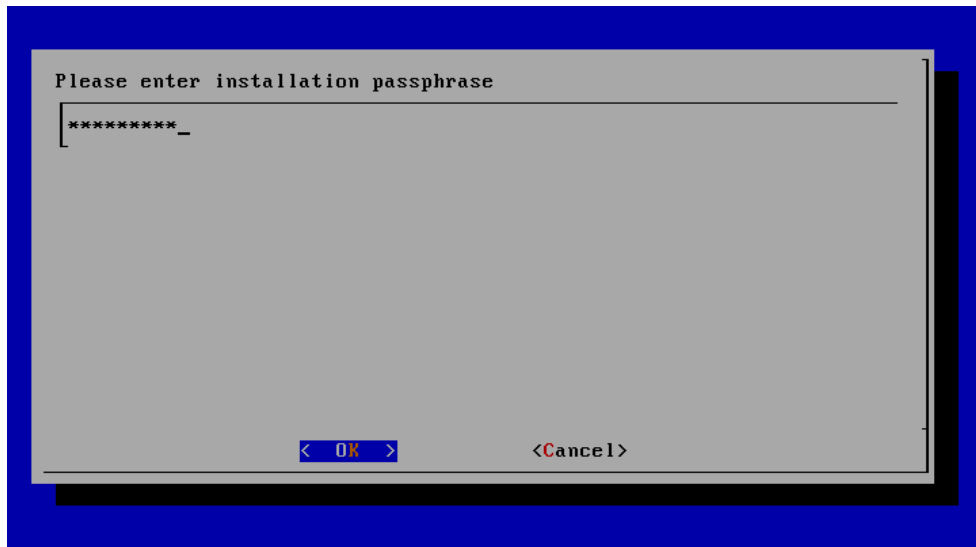 Please enter installation passphrase
*********_
< OK >
<Cancel>